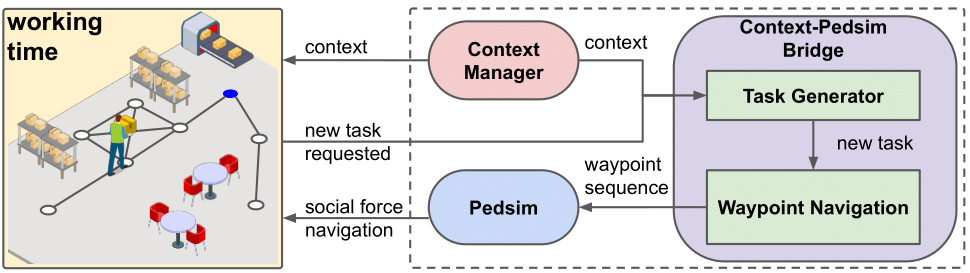 working
time
context
new task
requested
social force
navigation
Context
Manager
context
waypoint
sequence
Pedsim
Context-Pedsim
Bridge
Task Generator
new task
Waypoint Navigation